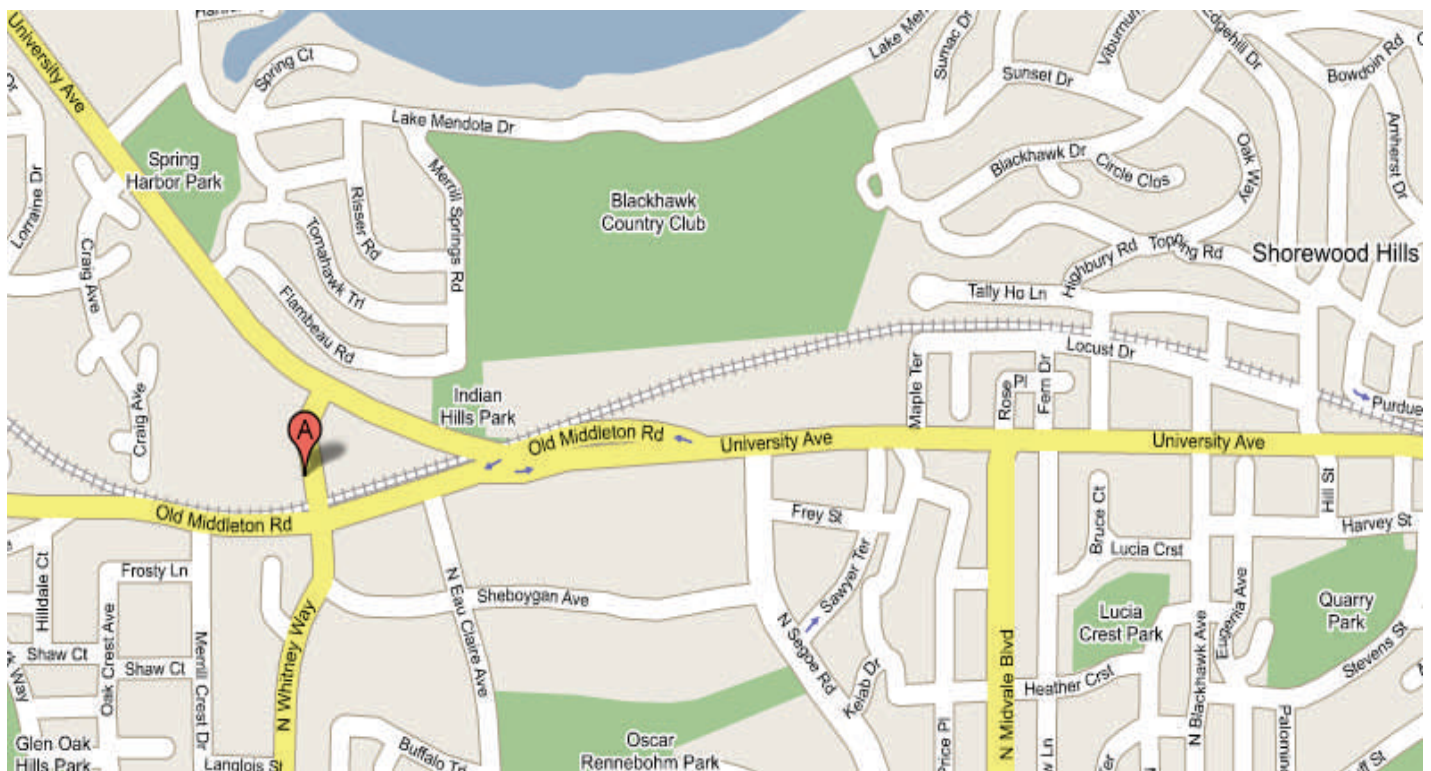 University Ave
Spring Ct
Lake Mendota Dr
Sumac Dr
Sunset Dr
Edgehill Dr
Bowdoin Rd
Amherst Dr
Lorraine Dr
Spring
Harbor Park
Risser Rd
Merrill Springs Rd
Blackhawk
Country Club
Blackhawk Dr
Circle Clos
Oak Way
Craig Ave
Tomahawk Trl
Flambeau Rd
Highbury Rd
Topping Rd
Shorewood Hills
Tally Ho Ln
Locust Dr
Craig Ave
A
Indian
Hills Park
Maple Ter
Rose Pl
Fern Dr
Purdue
Old Middleton Rd
University Ave
University Ave
Old Middleton Rd
Hill St
Frey St
Bruce Ct
Harvey St
Hilldale Ct
Frosty Ln
N Eau Claire Ave
Sheboygan Ave
Sawyer Ter
Lucia Crst
Lucia
Crest Park
Eugenia Ave
Quarry
Park
Oak Crest Ave
Merrill Crest Dr
N Whitney Way
N Segoe Rd
N Midvale Blvd
N Blackhawk Ave
Stevens St
Shaw Ct
Shaw Ct
Kelab Dr
Heather Crst
Price Pl
Glen Oak
Hills Park
Langlois St
Buffalo Trl
Oscar
Rennebohm Park